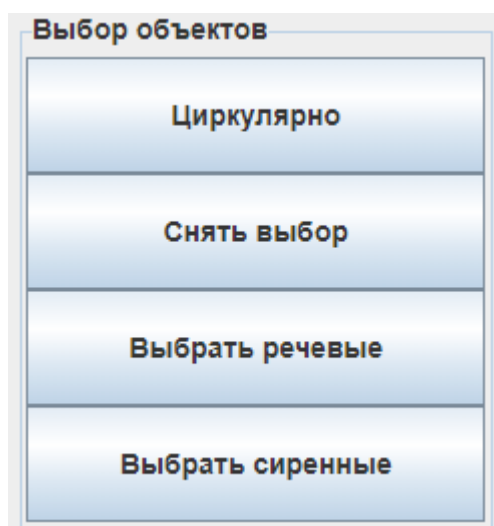 Выбор объектов
Циркулярно
Снять выбор
Выбрать речевые
Выбрать сиренные